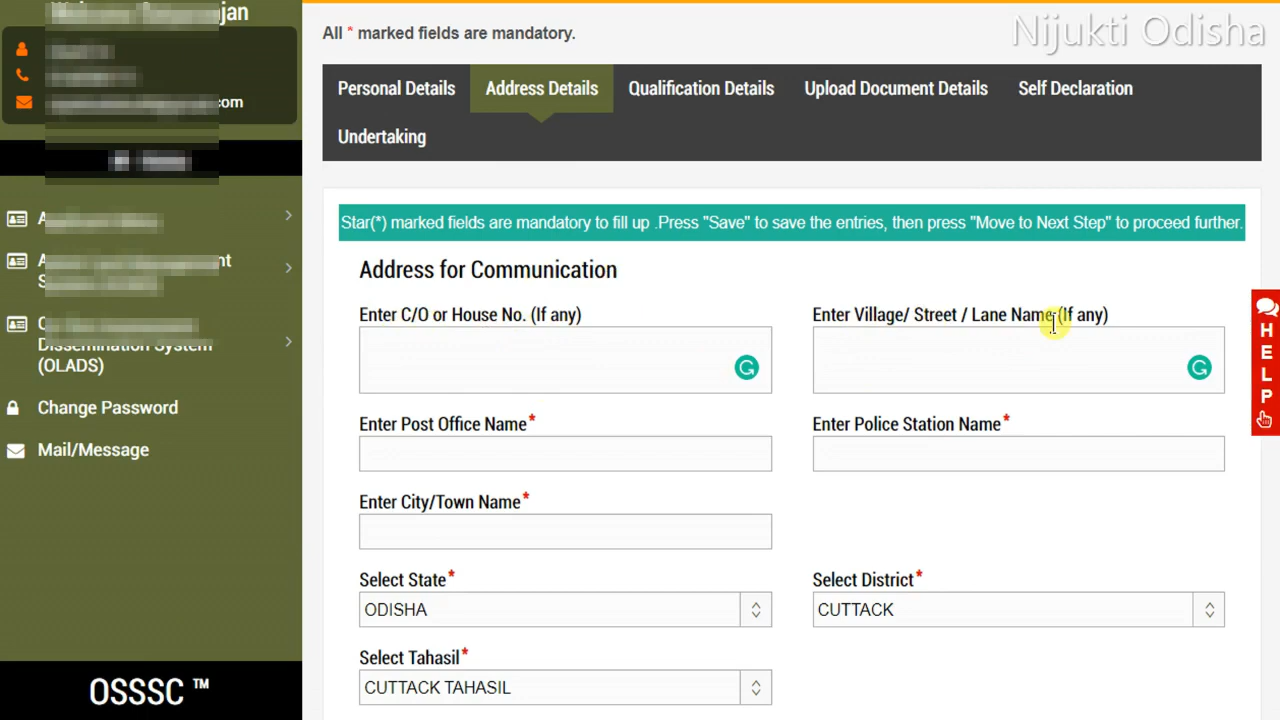 All * marked fields are mandatory.
Nijukti Odisha
Personal Details
Address Details
Qualification Details
Upload Document Details
Self Declaration
Undertaking
Star(*) marked fields are mandatory to fill up .Press "Save" to save the entries, then press "Move to Next Step" to proceed further.
Address for Communication
Enter C/O or House No. (If any)
Enter Village/ Street / Lane Name (If any)
Enter Post Office Name*
Enter Police Station Name*
Enter City/Town Name*
Select State*
Select District*
ODISHA
CUTTACK
Select Tahasil*
CUTTACK TAHASIL
Dissemination System
(OLADS)
Change Password
Mail/Message
OSSSC ™
HELP